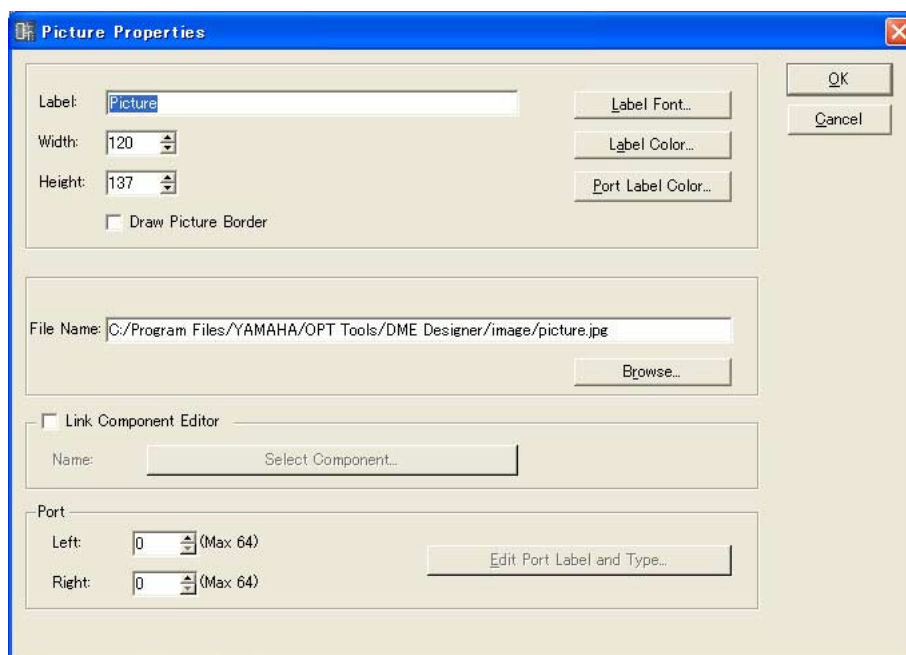 Picture Properties
Label: Picture
Label Font...
OK
Cancel
Width: 120
Label Color...
Height: 137
Port Label Color...
Draw Picture Border
File Name: C:/Program Files/YAMAHA/OPT Tools/DME Designer/image/picture.jpg
Browse...
Link Component Editor
Name: Select Component...
Port
Left: 0 (Max 64)
Edit Port Label and Type...
Right: 0 (Max 64)